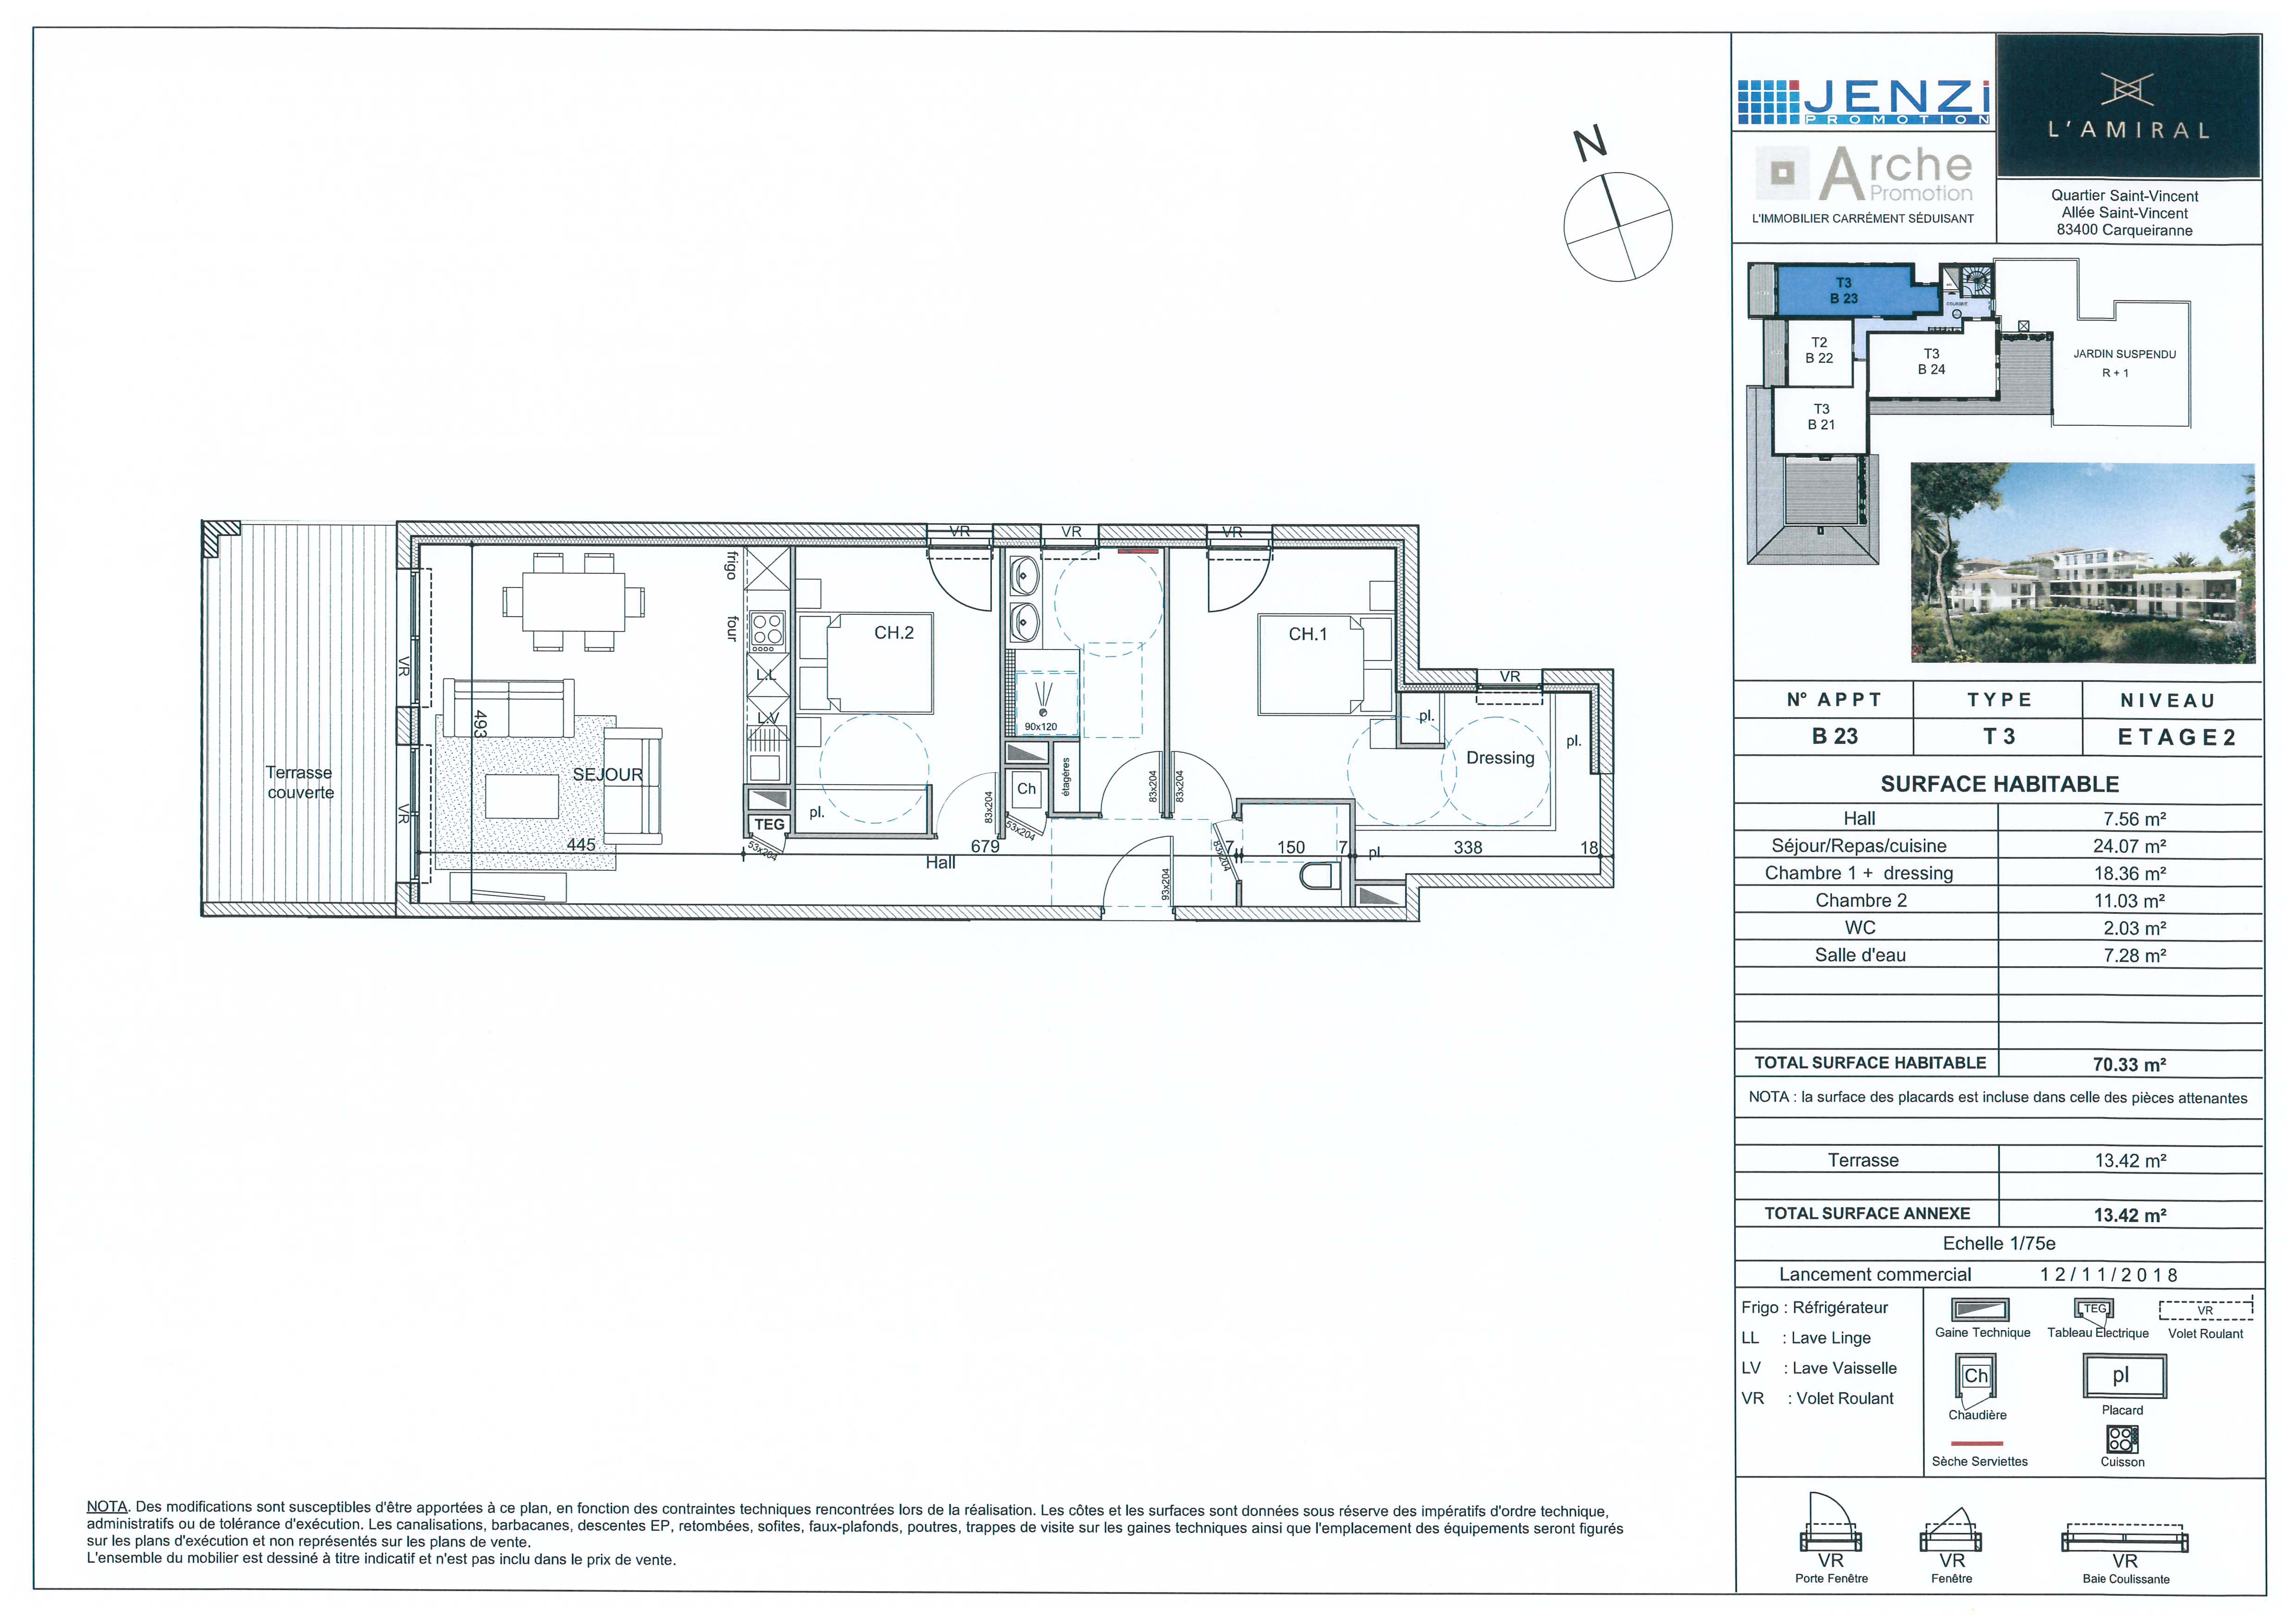 JENZi
PROMOTION
Arche
Promotion
L'IMMOBILIER CARRÉMENT SÉDUISANT
L'AMIRAL
Quartier Saint-Vincent
Allée Saint-Vincent
83400 Carqueiranne
N
T3
B 23
T2
B 22
T3
B 24
T3
B 21
JARDIN SUSPENDU
R + 1
VR
VR
VR
VR
VR
VR
frigo
four
L.L
L.V
493
SEJOUR
Terrasse
couverte
445
TEG
53x204
CH.2
pl.
83x204
90x120
Ch
53x204
étagères
83x204
83x204
CH.1
pl.
Dressing
pl.
679
Hall
93x204
83x204
7
150
7
pl.
338
18
N° APPT TYPE NIVEAU
B 23 T 3 ETAGE 2
SURFACE HABITABLE
Hall 7.56 m²
Séjour/Repas/cuisine 24.07 m²
Chambre 1 + dressing 18.36 m²
Chambre 2 11.03 m²
WC 2.03 m²
Salle d'eau 7.28 m²
TOTAL SURFACE HABITABLE 70.33 m²
NOTA : la surface des placards est incluse dans celle des pièces attenantes
Terrasse 13.42 m²
TOTAL SURFACE ANNEXE 13.42 m²
Echelle 1/75e
Lancement commercial 12/11/2018
Frigo : Réfrigérateur
LL : Lave Linge
LV : Lave Vaisselle
VR : Volet Roulant
Gaine Technique
TEG
Tableau Electrique
VR
Volet Roulant
Ch
Chaudière
pl
Placard
Sèche Serviettes
Cuisson
VR
Porte Fenêtre
VR
Fenêtre
VR
Baie Coulissante
NOTA. Des modifications sont susceptibles d'être apportées à ce plan, en fonction des contraintes techniques rencontrées lors de la réalisation. Les côtes et les surfaces sont données sous réserve des impératifs d'ordre technique,
administratifs ou de tolérance d'exécution. Les canalisations, barbacanes, descentes EP, retombées, sofites, faux-plafonds, poutres, trappes de visite sur les gaines techniques ainsi que l'emplacement des équipements seront figurés
sur les plans d'exécution et non représentés sur les plans de vente.
L'ensemble du mobilier est dessiné à titre indicatif et n'est pas inclu dans le prix de vente.